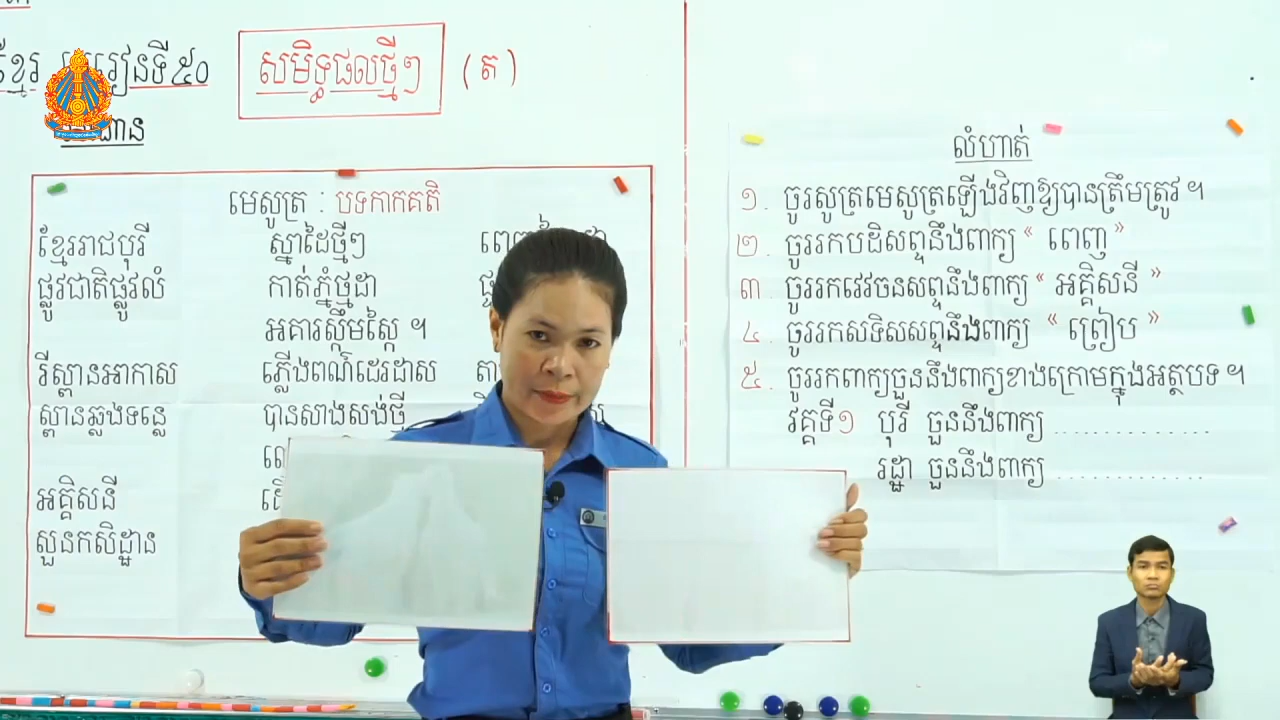 ខ្មែរ មេរៀនទី៥០ សមិទ្ធផលថ្មីៗ (ត)
មេសូត្រ : បទកាកគតិ
ខ្មែររាជបុរី ស្នាដៃថ្មីៗ
ផ្លូវជាតិផ្លូវលំ កាត់ភ្នំថ្មដា
អគារស្កឹមស្កៃ ។
រីស្ពានអាកាស ភ្លើងពណ៌ដេរដាស
ស្ពានឆ្លងទន្លេ បានសាងសង់ថ្មី
អគ្គិសនី
សួនកសិដ្ឋាន
លំហាត់
១. ចូរសូត្រមេសូត្រឡើងវិញឱ្យបានត្រឹមត្រូវ ។
២. ចូររកបដិសព្ទនឹងពាក្យ “ ពេញ ”
៣. ចូររកវេវចនសព្ទនឹងពាក្យ “ អគ្គិសនី ”
៤. ចូររកសទិសសព្ទនឹងពាក្យ “ ព្រៀប ”
៥. ចូររកពាក្យចួននឹងពាក្យខាងក្រោមក្នុងអត្ថបទ ។
វគ្គទី១ បុរី ចួននឹងពាក្យ ..............
រដ្ឋា ចួននឹងពាក្យ ..............